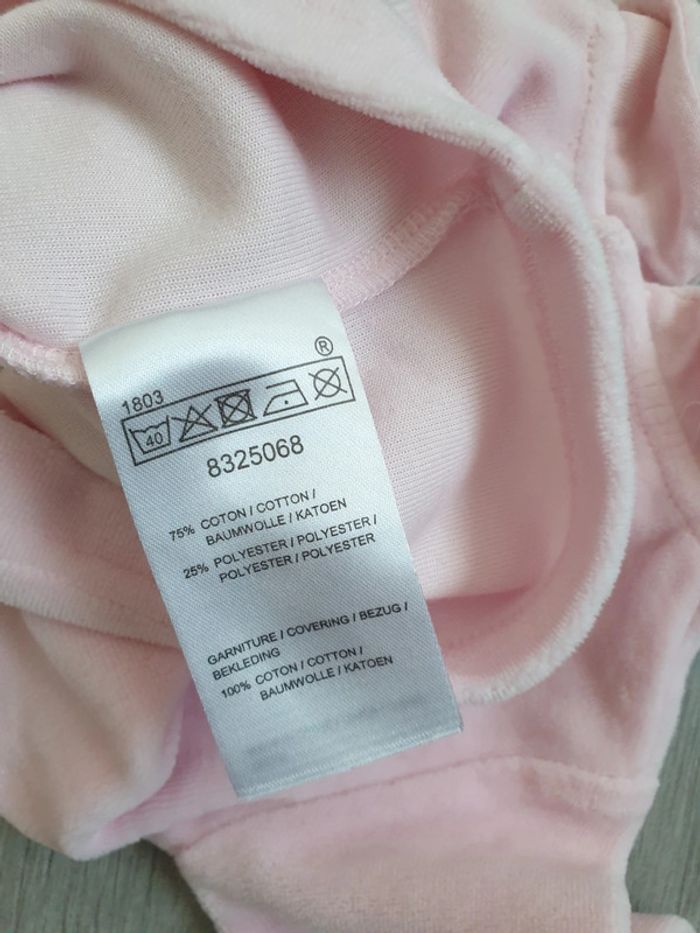 ®
1803
40
8325068
75% COTON / COTTON /
BAUMWOLLE / KATOEN
25% POLYESTER / POLYESTER /
POLYESTER / POLYESTER
GARNITURE / COVERING / BEZUG /
BEKLEDING
100% COTON / COTTON /
BAUMWOLLE / KATOEN